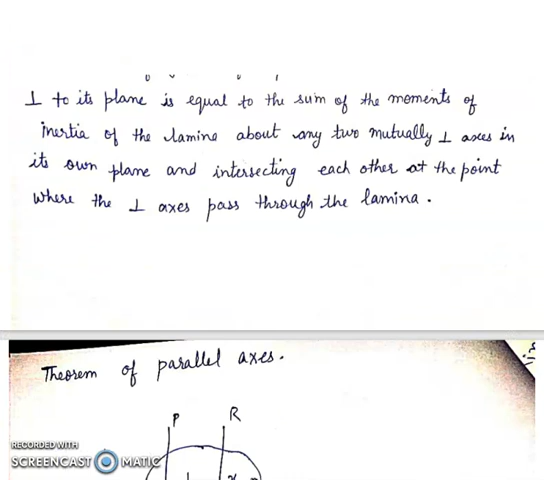 ⊥ to its plane is equal to the sum of the moments of
inertia of the lamina about any two mutually ⊥ axes in
its own plane and intersecting each other at the point
where the ⊥ axes pass through the lamina.
Theorem of parallel axes.
P R
RECORDED WITH
SCREENCAST MATIC